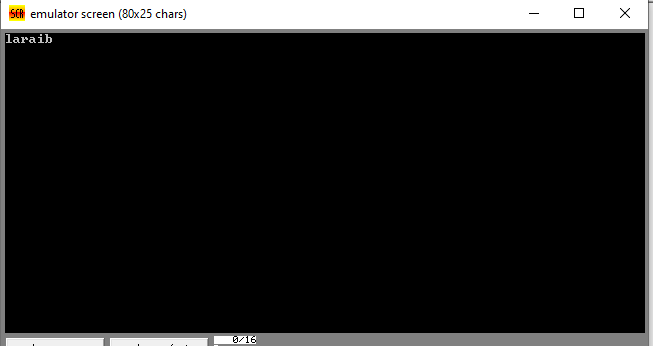 emulator screen (80x25 chars)
laraib
0/16